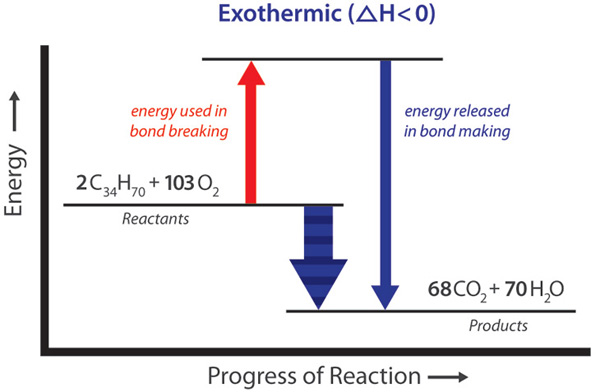 Exothermic (△H < 0)
energy used in
bond breaking
energy released
in bond making
Energy →
2C₃₄H₇₀ + 103O₂
Reactants
68CO₂ + 70H₂O
Products
Progress of Reaction →